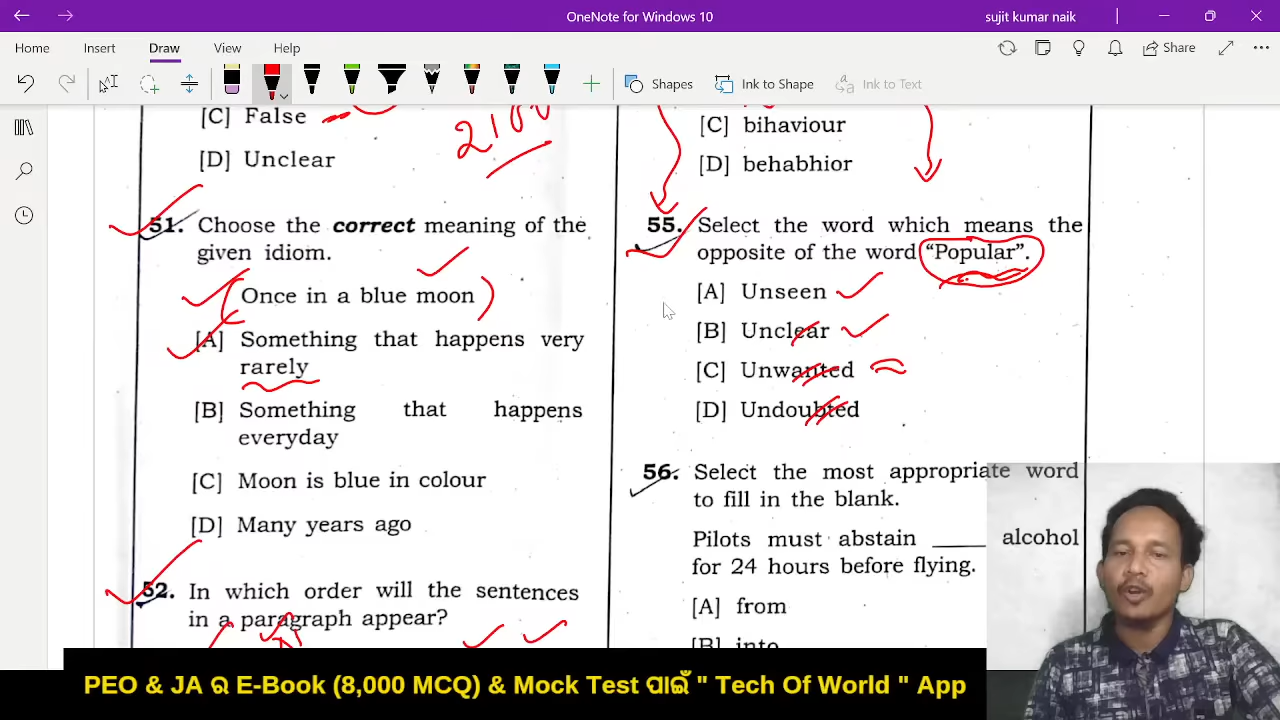 OneNote for Windows 10
sujit kumar naik
Home
Insert
Draw
View
Help
Share
Shapes
Ink to Shape
Ink to Text
[C] False
2100
[D] Unclear
51. Choose the correct meaning of the
given idiom.
Once in a blue moon
[A] Something that happens very
rarely
[B] Something that happens
everyday
[C] Moon is blue in colour
[D] Many years ago
52. In which order will the sentences
in a paragraph appear?
[C] bihaviour
[D] behabhior
55. Select the word which means the
opposite of the word “Popular”.
[A] Unseen
[B] Unclear
[C] Unwanted
[D] Undoubted
56. Select the most appropriate word
to fill in the blank.
Pilots must abstain ____ alcohol
for 24 hours before flying.
[A] from
[B] into
PEO & JA ର E-Book (8,000 MCQ) & Mock Test ପାଇଁ " Tech Of World " App